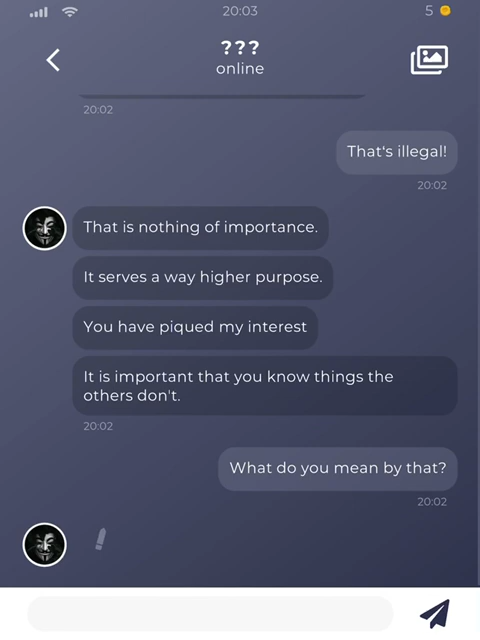 20:03
5
???
online
20:02
That's illegal!
20:02
That is nothing of importance.
It serves a way higher purpose.
You have piqued my interest
It is important that you know things the
others don't.
20:02
What do you mean by that?
20:02